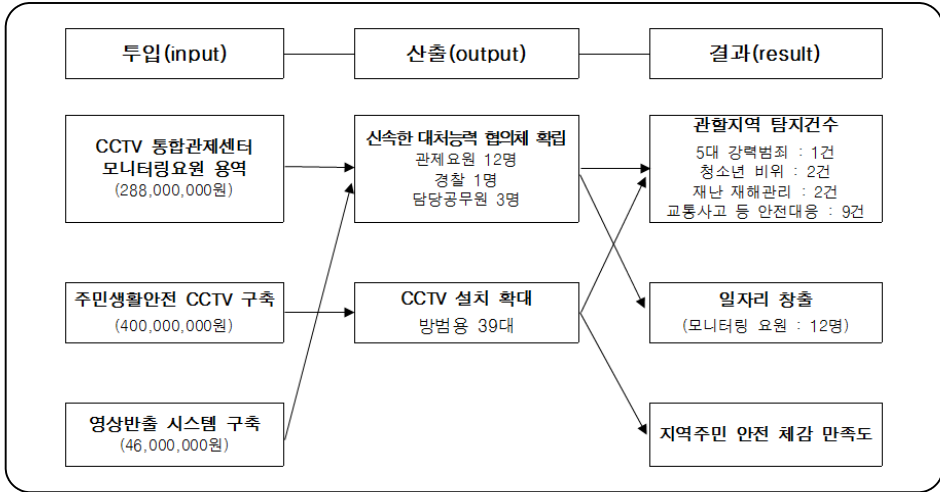 투입(input)
산출(output)
결과(result)
CCTV 통합관제센터
모니터링요원 용역
(288,000,000원)
신속한 대처능력 협의체 확립
관제요원 12명
경찰 1명
담당공무원 3명
관할지역 탐지건수
5대 강력범죄 : 1건
청소년 비위 : 2건
재난 재해관리 : 2건
교통사고 등 안전대응 : 9건
주민생활안전 CCTV 구축
(400,000,000원)
CCTV 설치 확대
방범용 39대
일자리 창출
(모니터링 요원 : 12명)
영상반출 시스템 구축
(46,000,000원)
지역주민 안전 체감 만족도